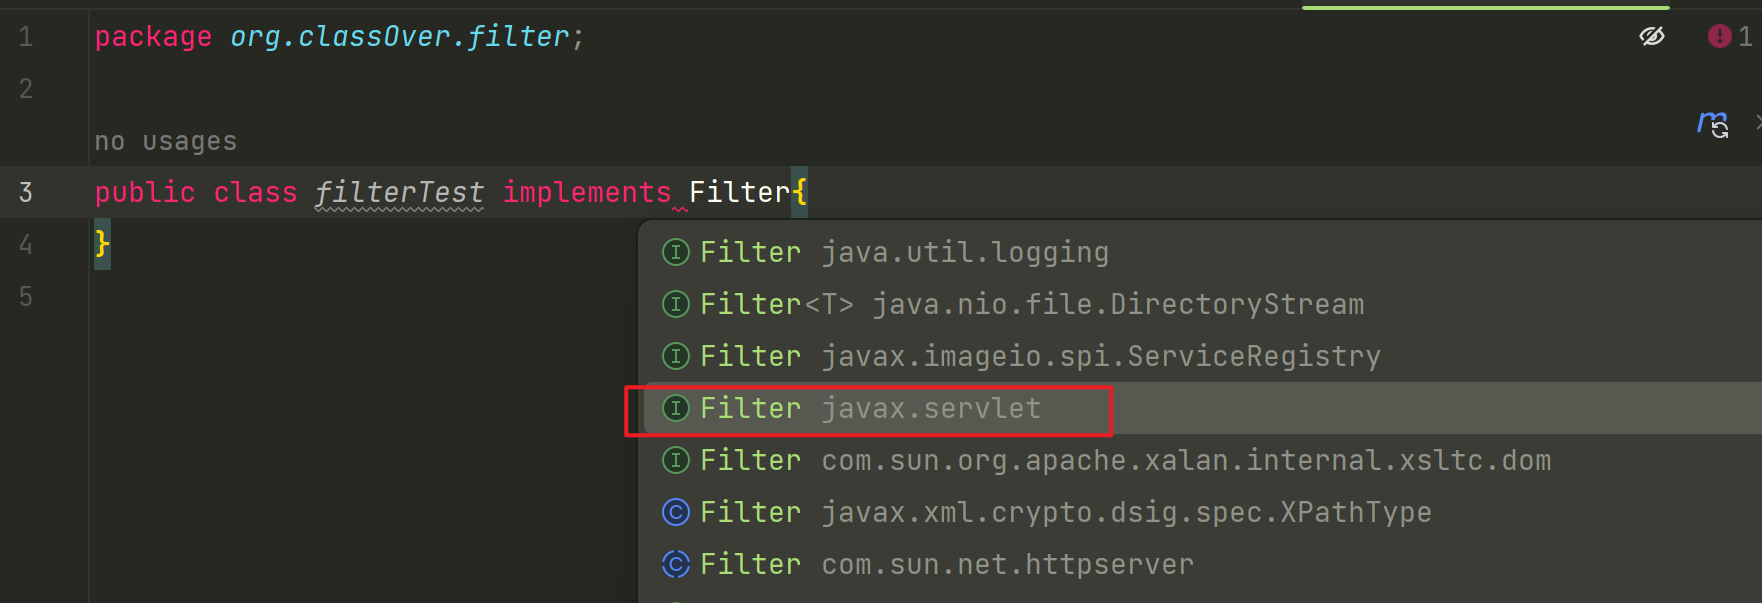 1 package org.classOver.filter; 1
2
no usages
3 public class filterTest implements Filter{
4 }
5
Filter java.util.logging
Filter<T> java.nio.file.DirectoryStream
Filter javax.imageio.spi.ServiceRegistry
Filter javax.servlet
Filter com.sun.org.apache.xalan.internal.xsltc.dom
Filter javax.xml.crypto.dsig.spec.XPathType
Filter com.sun.net.httpserver